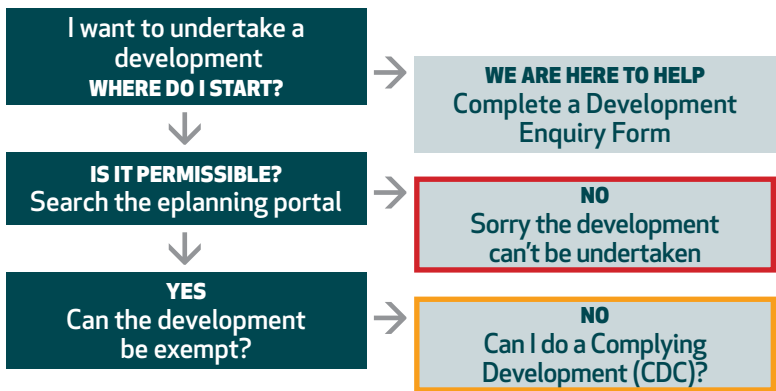 I want to undertake a
development
WHERE DO I START?
WE ARE HERE TO HELP
Complete a Development
Enquiry Form
IS IT PERMISSIBLE?
Search the eplanning portal
NO
Sorry the development
can't be undertaken
YES
Can the development
be exempt?
NO
Can I do a Complying
Development (CDC)?